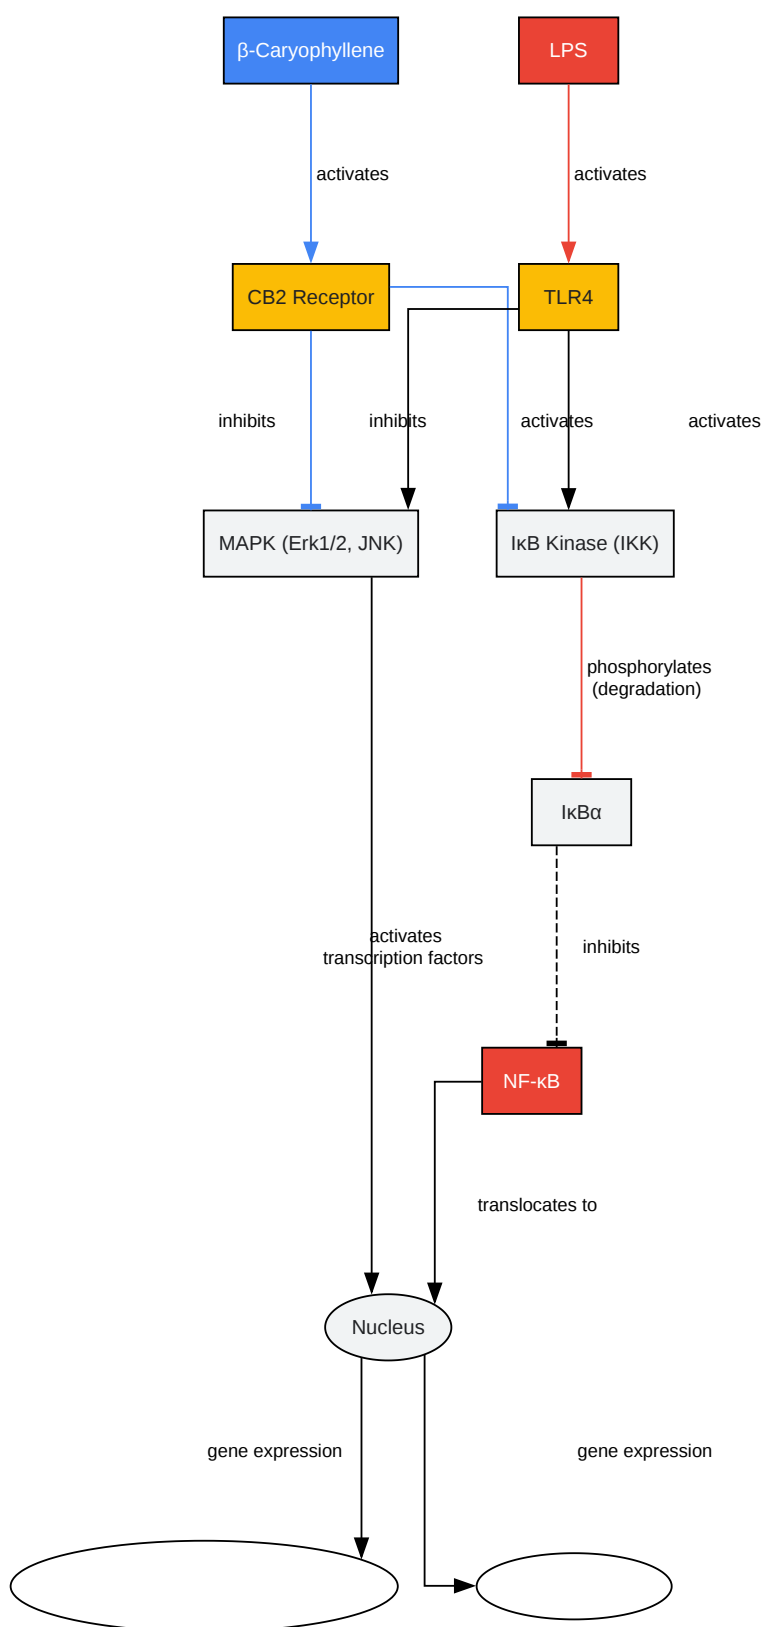 β-Caryophyllene
LPS
activates
activates
CB2 Receptor
TLR4
inhibits
inhibits
activates
activates
MAPK (Erk1/2, JNK)
IκB Kinase (IKK)
phosphorylates
(degradation)
IκBα
activates
transcription factors
inhibits
NF-κB
translocates to
Nucleus
gene expression
gene expression